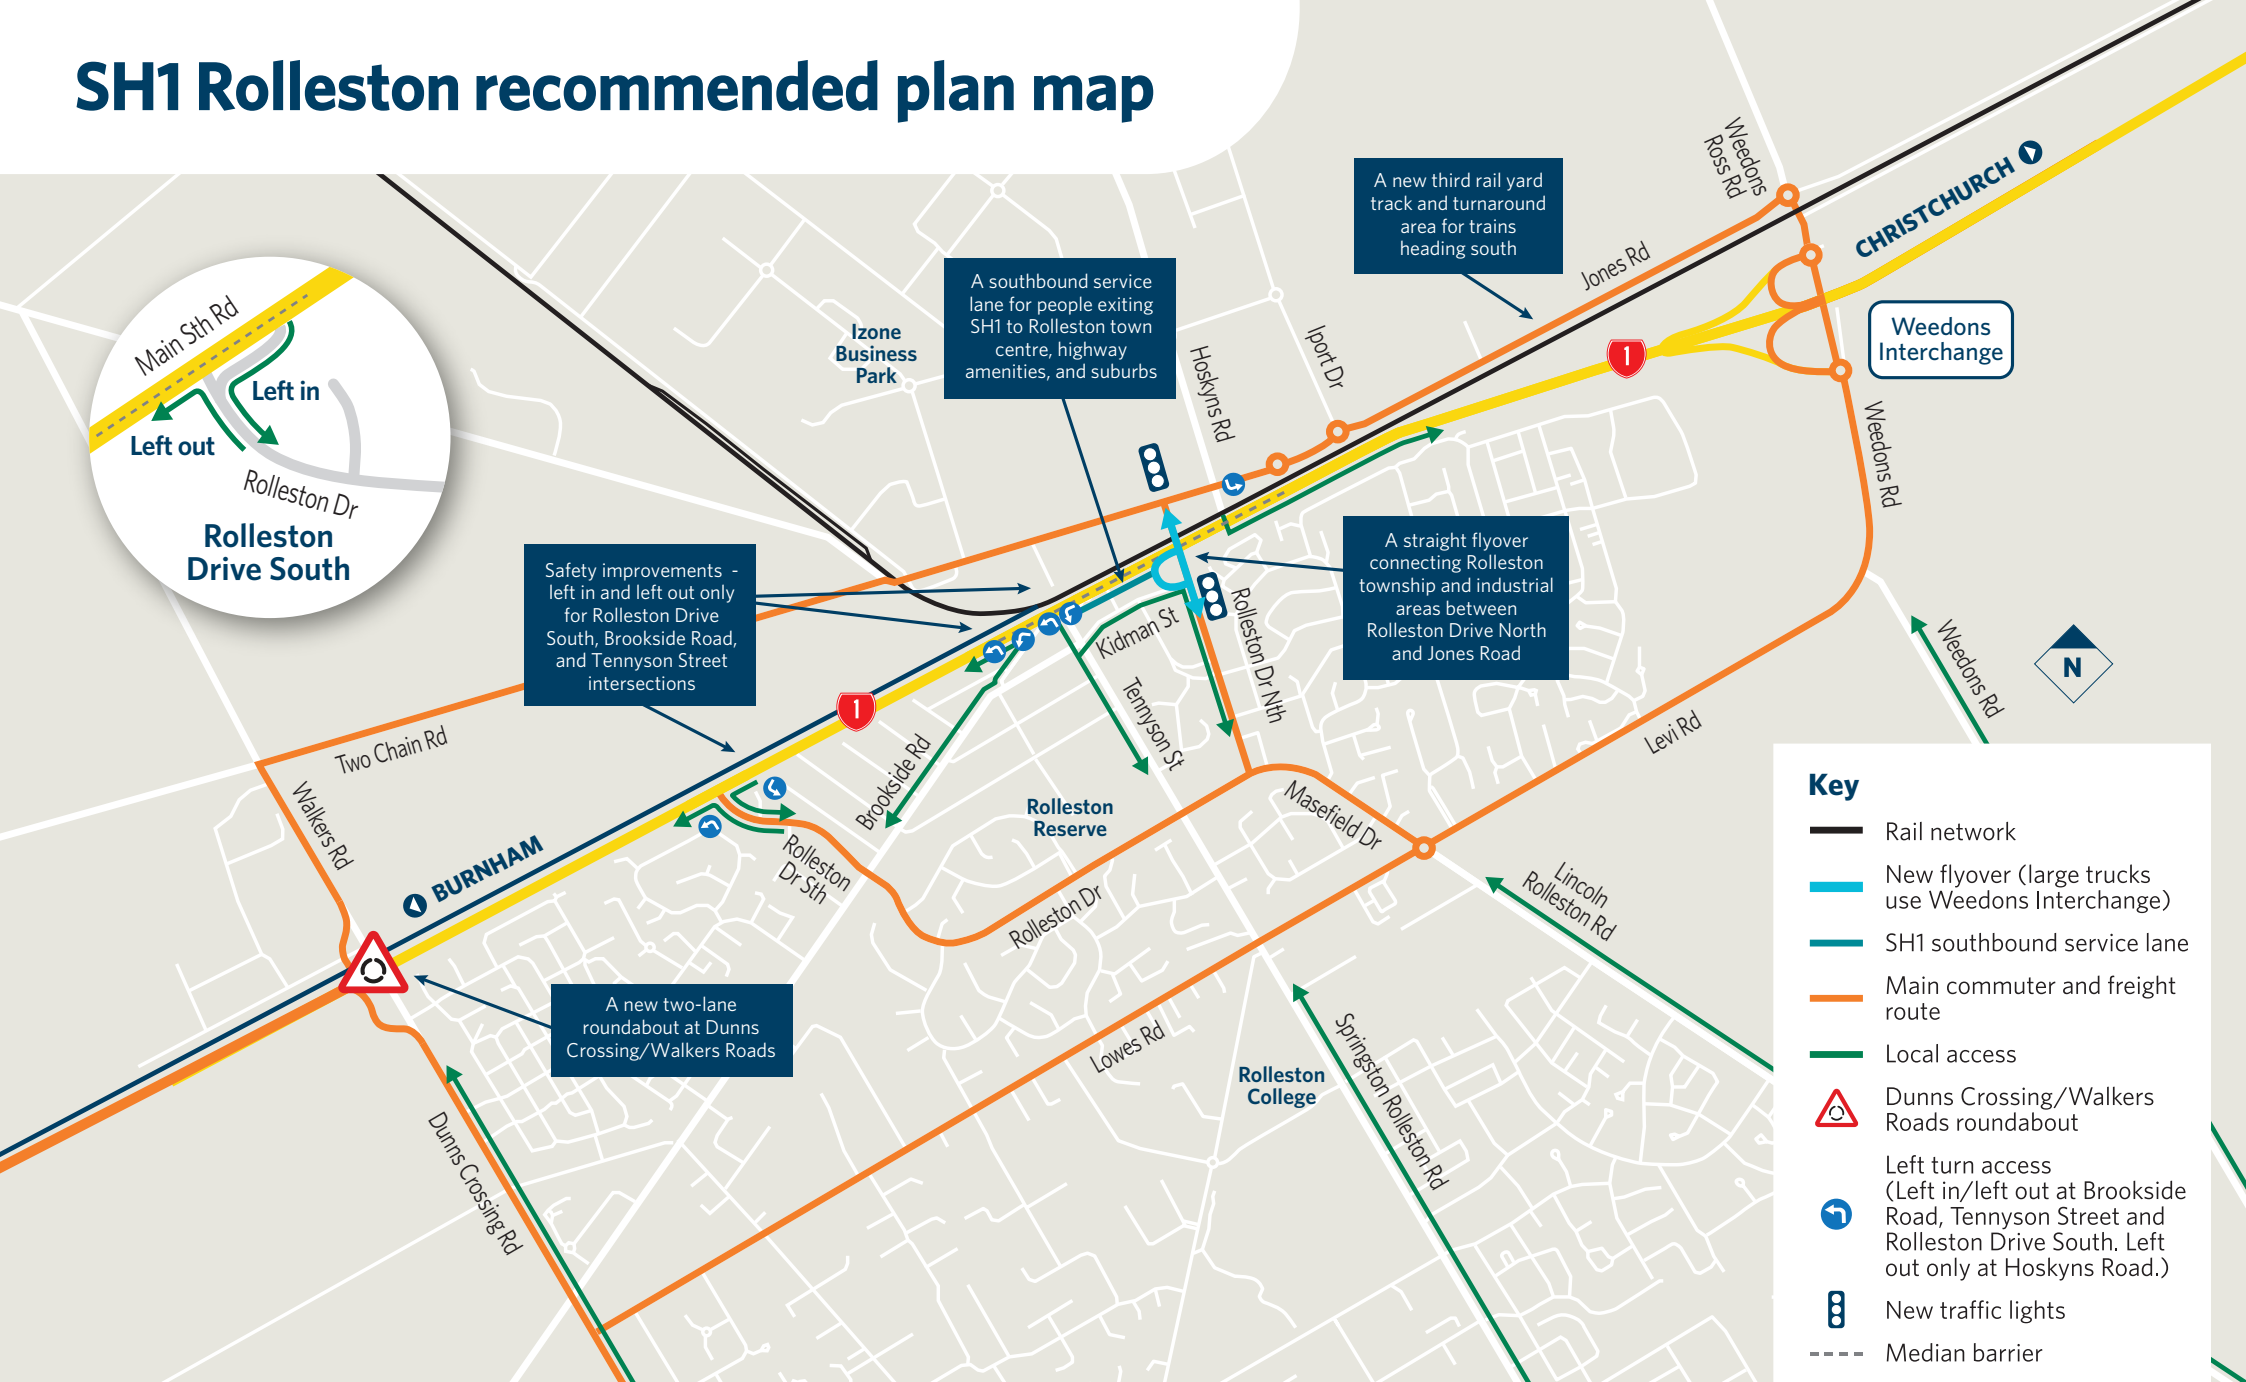 SH1 Rolleston recommended plan map
Main Sth Rd
Left in
Left out
Rolleston Dr
Rolleston
Drive South
A new third rail yard
track and turnaround
area for trains
heading south
A southbound service
lane for people exiting
SH1 to Rolleston town
centre, highway
amenities, and suburbs
Izone
Business
Park
Hoskyns Rd
Iport Dr
Jones Rd
Weedons
Ross Rd
CHRISTCHURCH
Weedons
Interchange
1
Weedons Rd
Safety improvements -
left in and left out only
for Rolleston Drive
South, Brookside Road,
and Tennyson Street
intersections
A straight flyover
connecting Rolleston
township and industrial
areas between
Rolleston Drive North
and Jones Road
Kidman St
Rolleston Dr Nth
Tennyson St
1
Brookside Rd
Two Chain Rd
Walkers Rd
BURNHAM
Rolleston
Dr Sth
Rolleston
Reserve
Masefield Dr
Levi Rd
Weedons Rd
N
Rolleston Dr
Lincoln
Rolleston Rd
A new two-lane
roundabout at Dunns
Crossing/Walkers Roads
Lowes Rd
Rolleston
College
Springston Rolleston Rd
Dunns Crossing Rd
Key
Rail network
New flyover (large trucks
use Weedons Interchange)
SH1 southbound service lane
Main commuter and freight
route
Local access
Dunns Crossing/Walkers
Roads roundabout
Left turn access
(Left in/left out at Brookside
Road, Tennyson Street and
Rolleston Drive South. Left
out only at Hoskyns Road.)
New traffic lights
Median barrier